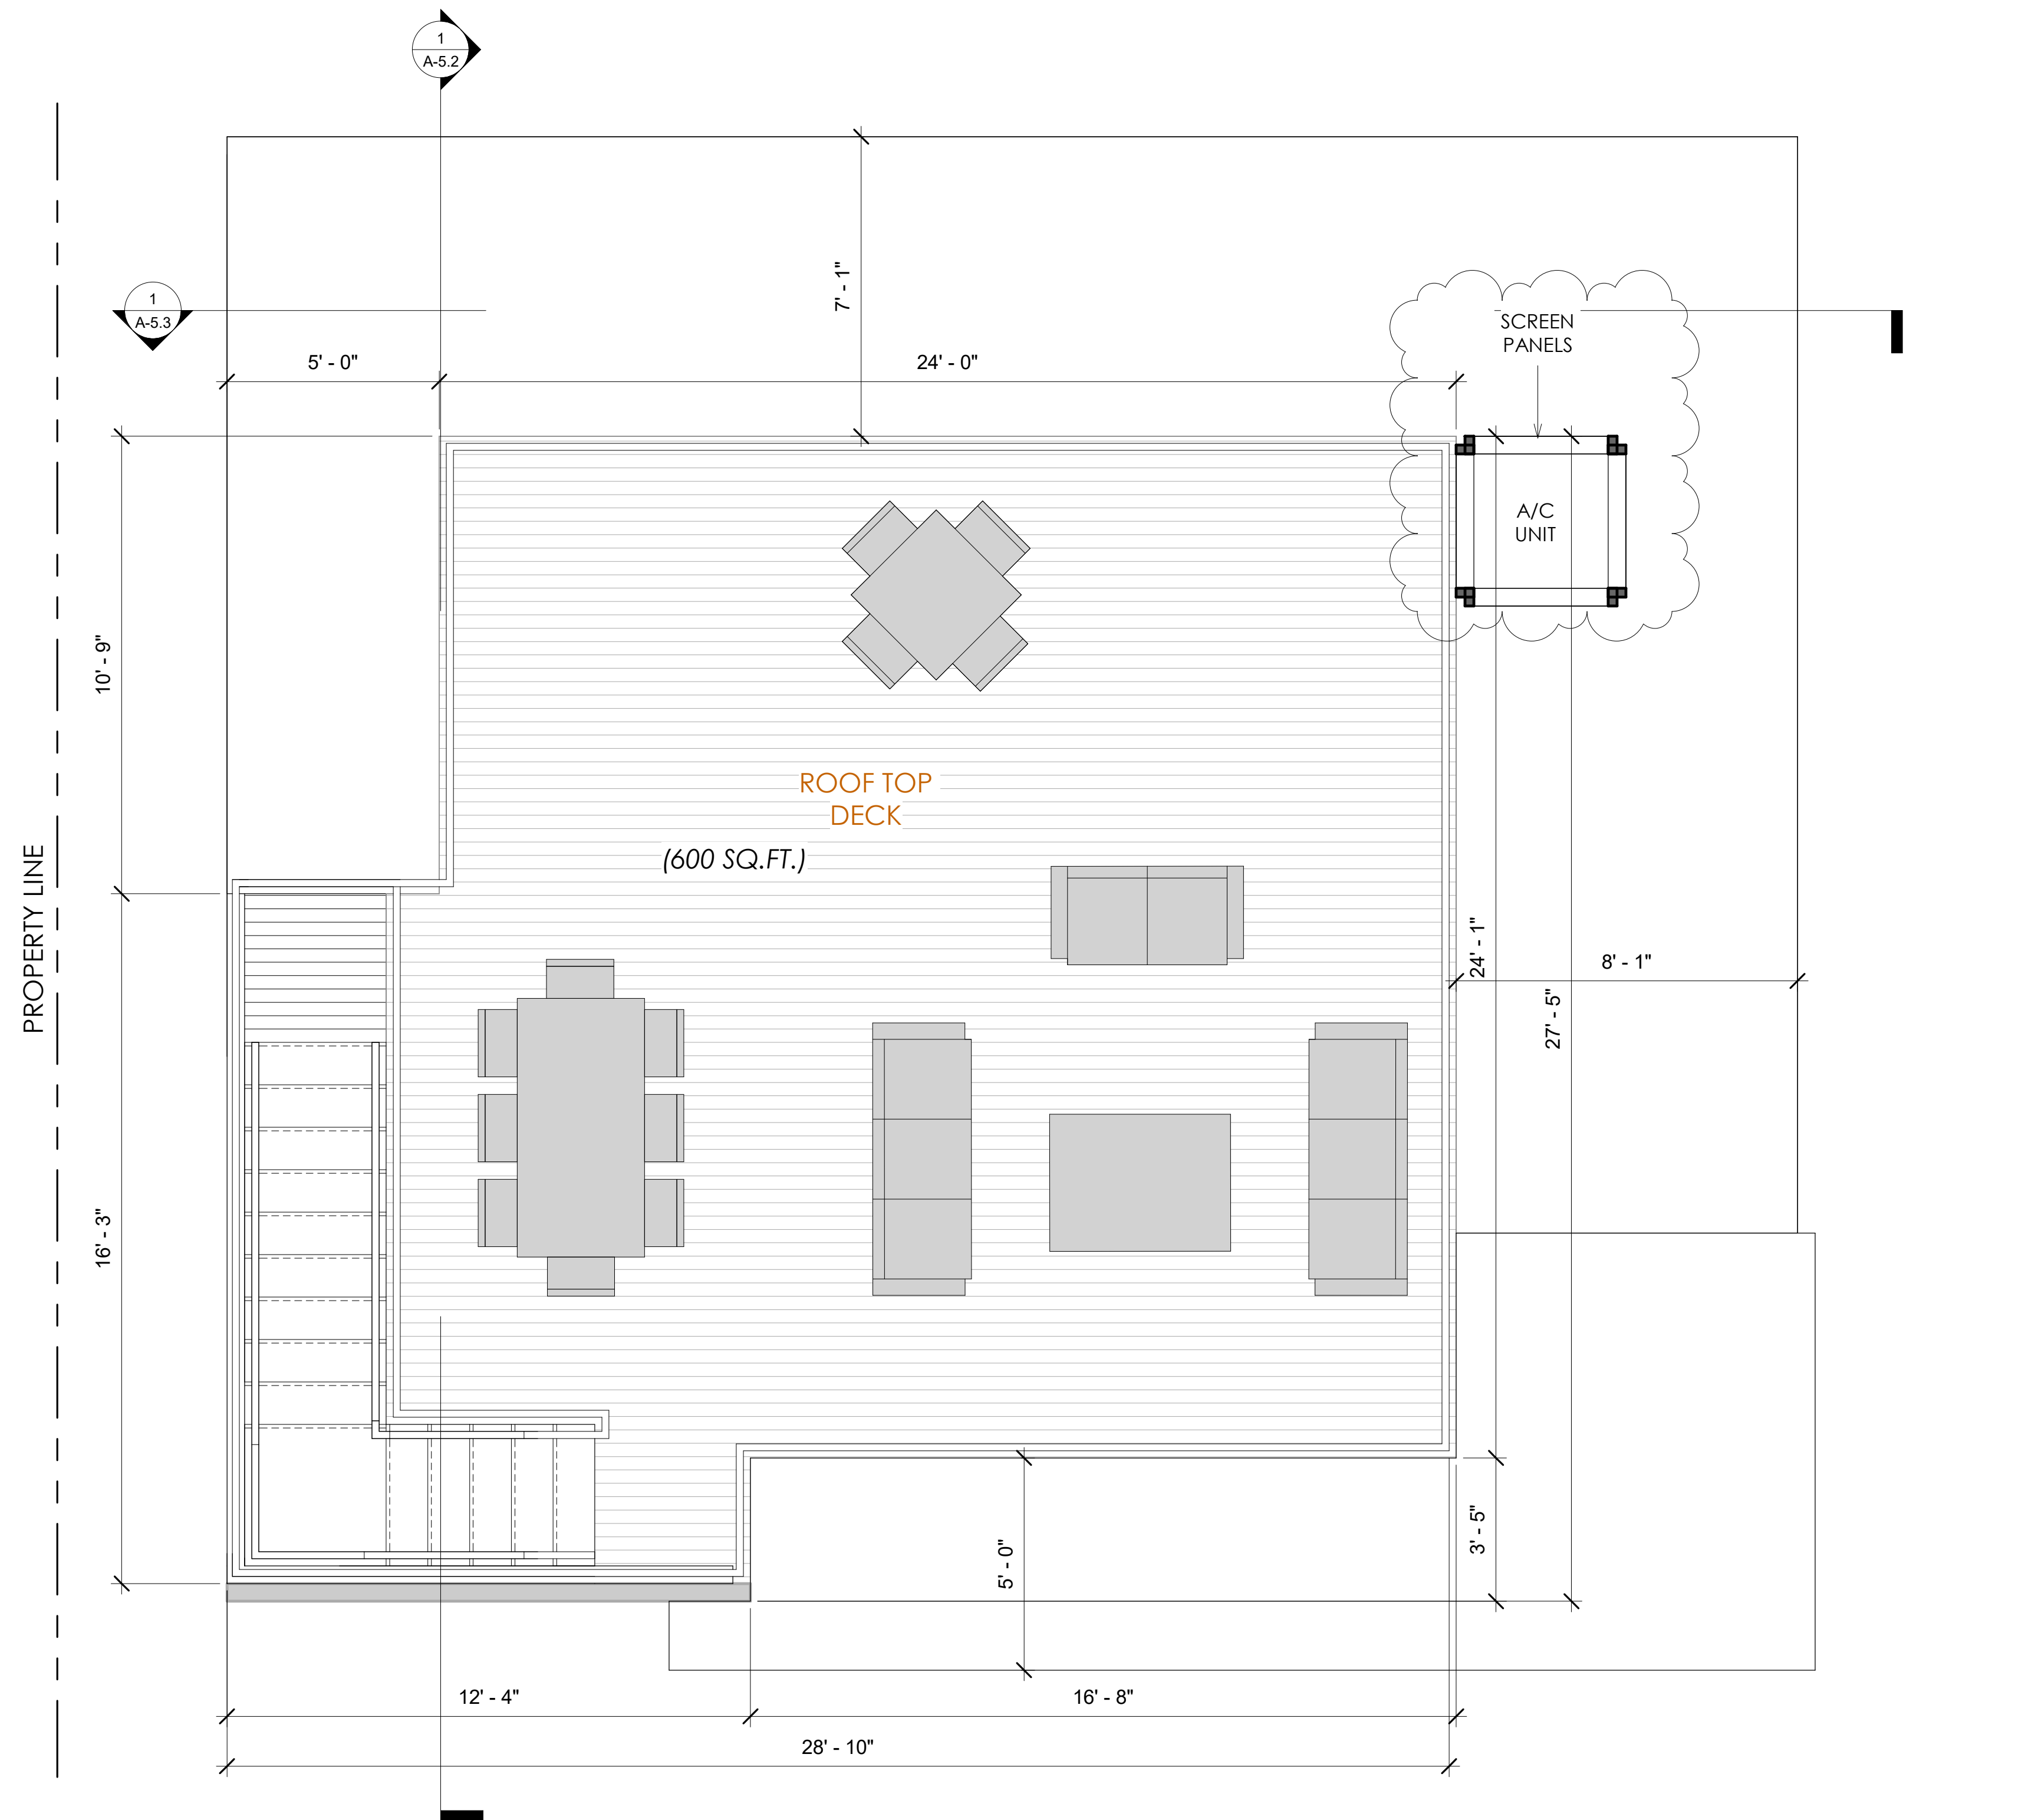 1
A-5.2
1
A-5.3
7' - 1"
SCREEN
PANELS
5' - 0"
24' - 0"
A/C
UNIT
10' - 9"
ROOF TOP
DECK
(600 SQ.FT.)
PROPERTY LINE
24' - 1"
8' - 1"
27' - 5"
16' - 3"
3' - 5"
5' - 0"
12' - 4"
16' - 8"
28' - 10"